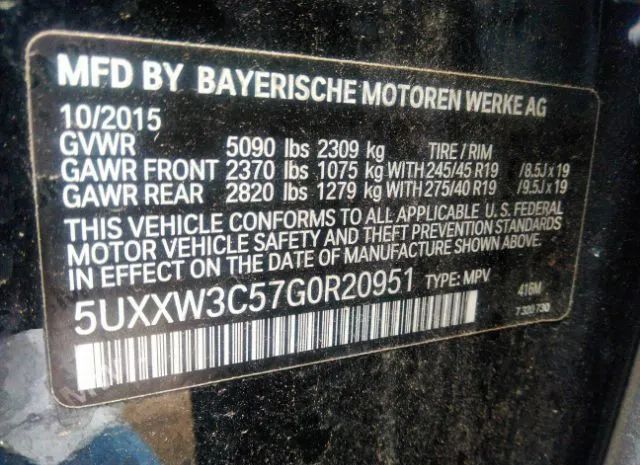 MFD BY BAYERISCHE MOTOREN WERKE AG
10/2015
GVWR 5090 lbs 2309 kg TIRE / RIM
GAWR FRONT 2370 lbs 1075 kg WITH 245/45 R19 /8.5J x 19
GAWR REAR 2820 lbs 1279 kg WITH 275/40 R19 /9.5J x 19
THIS VEHICLE CONFORMS TO ALL APPLICABLE U.S. FEDERAL
MOTOR VEHICLE SAFETY AND THEFT PREVENTION STANDARDS
IN EFFECT ON THE DATE OF MANUFACTURE SHOWN ABOVE.
5UXXW3C57G0R20951 TYPE: MPV 416M
7 300 790